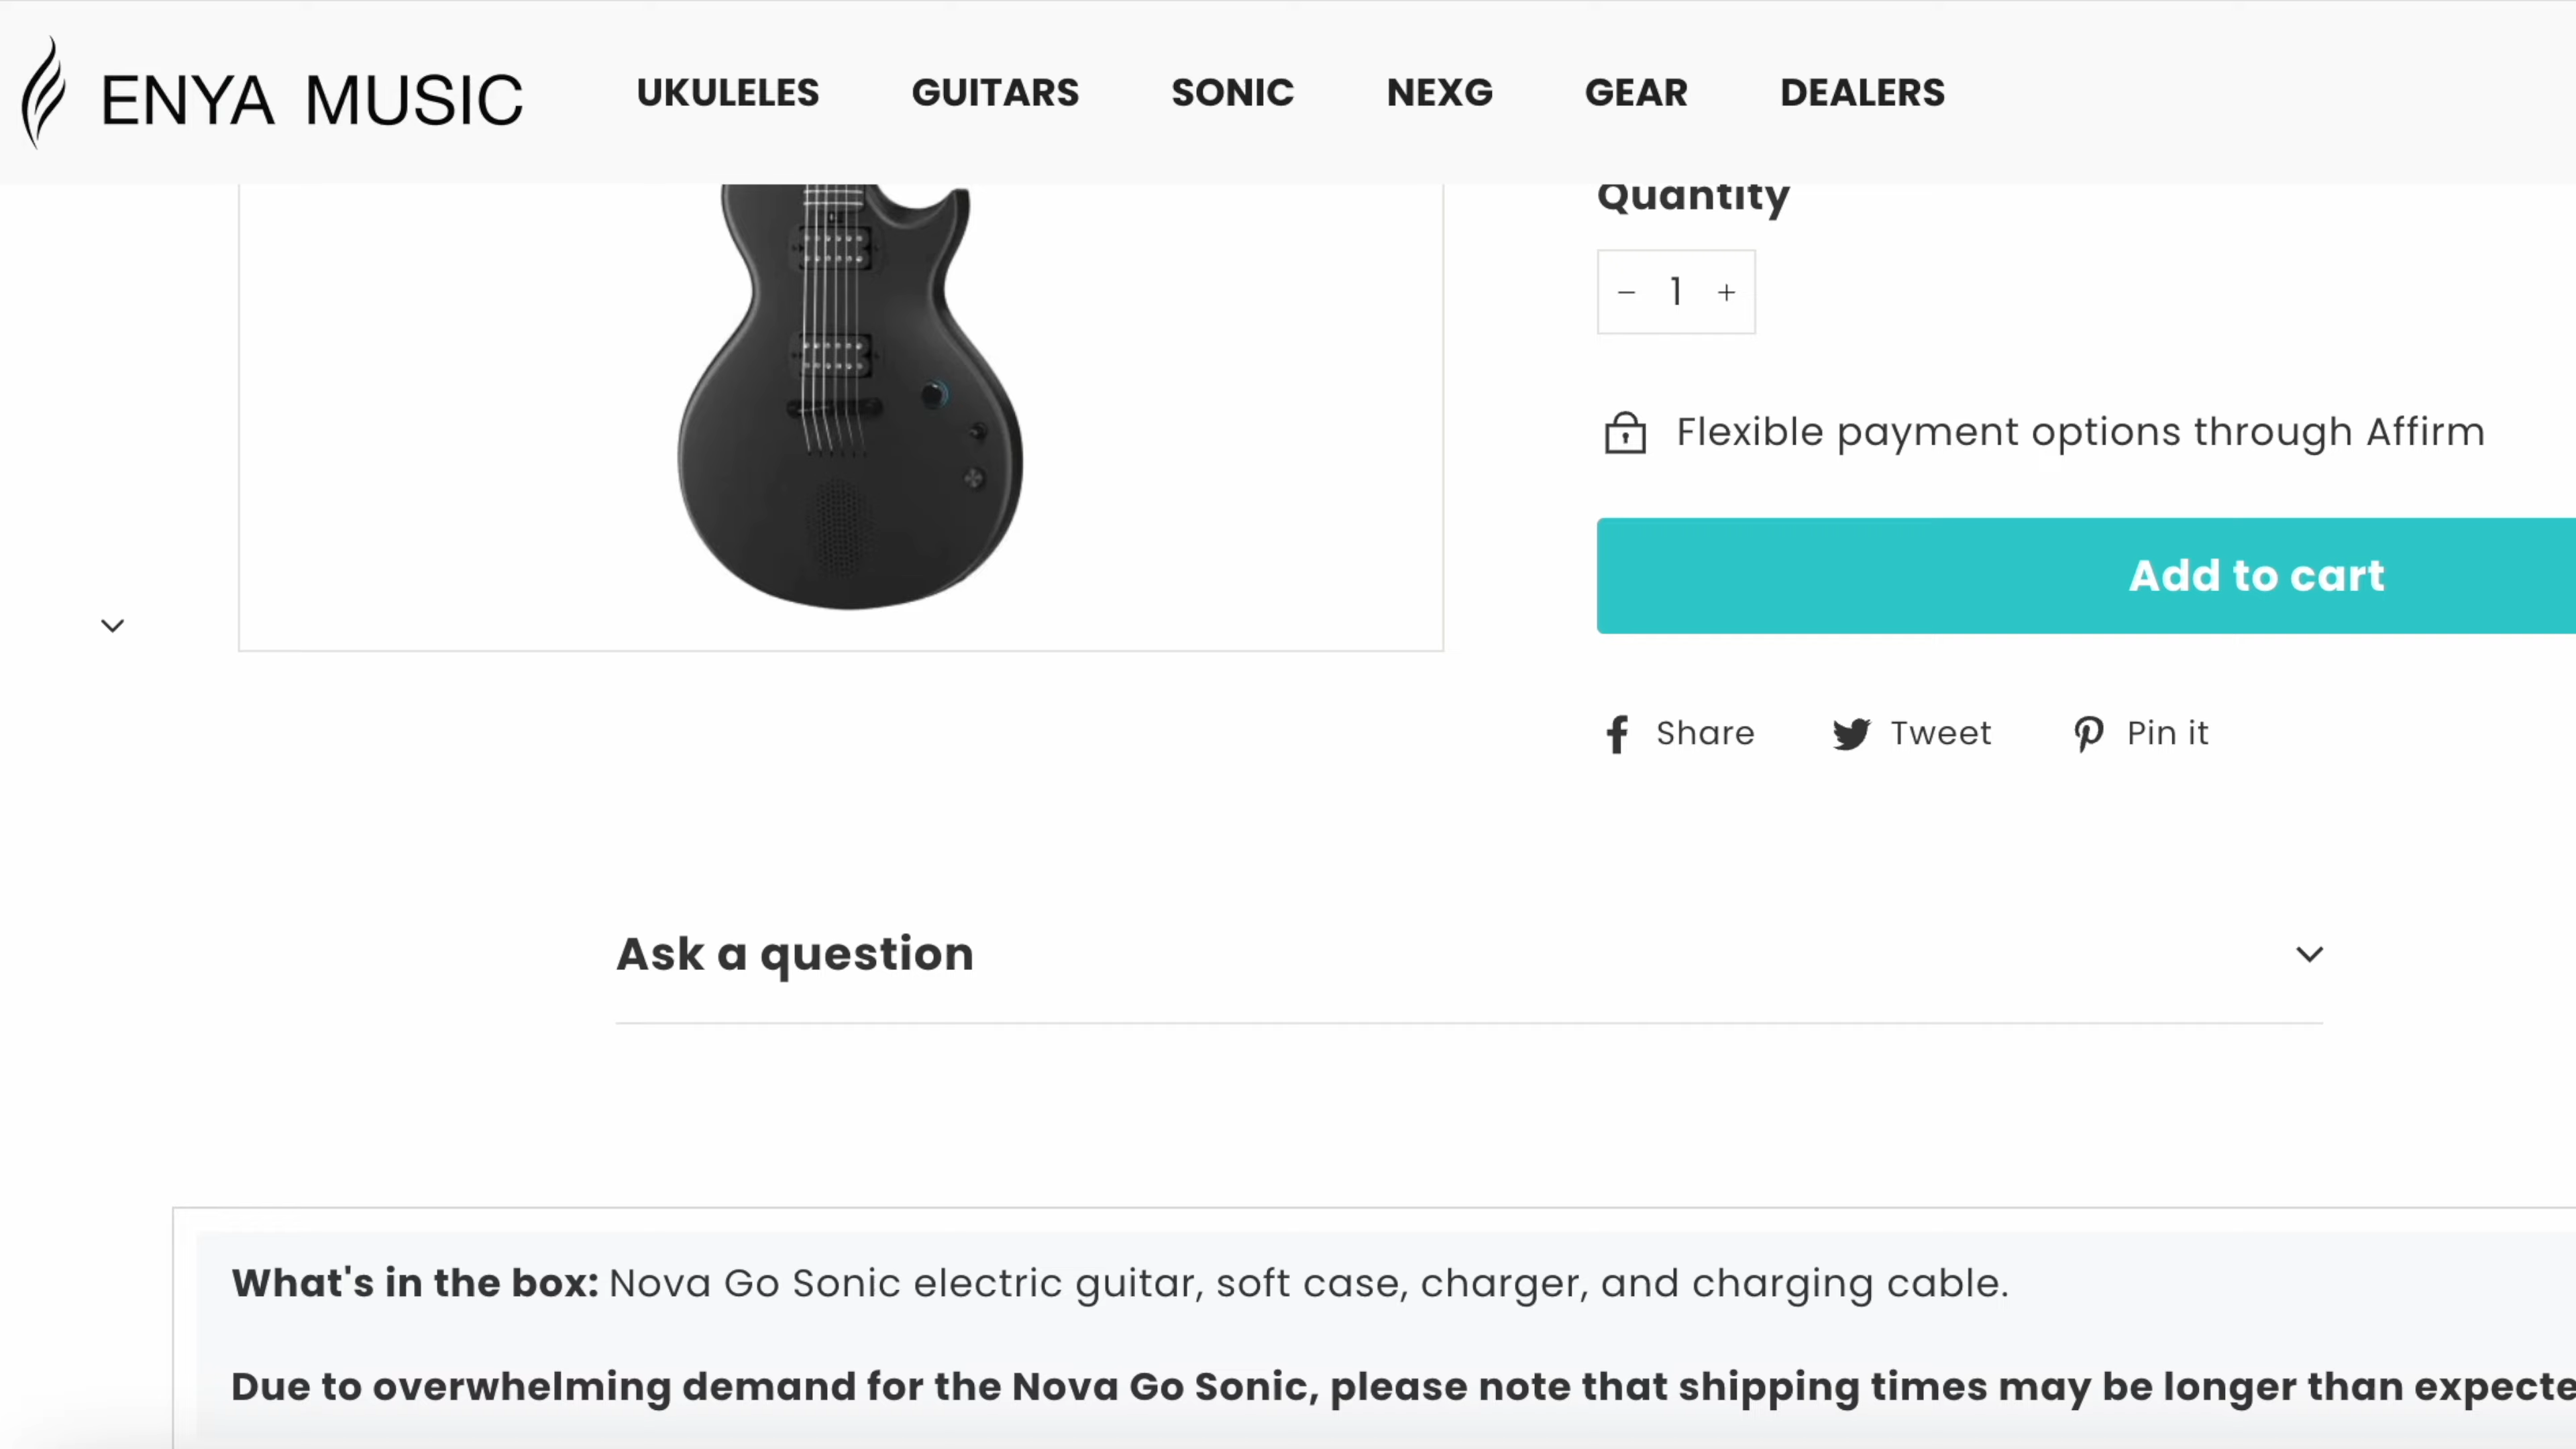 ENYA MUSIC
UKULELES GUITARS SONIC NEXG GEAR DEALERS
Quantity
− 1 +
Flexible payment options through Affirm
Add to cart
Share Tweet Pin it
Ask a question
What's in the box: Nova Go Sonic electric guitar, soft case, charger, and charging cable.
Due to overwhelming demand for the Nova Go Sonic, please note that shipping times may be longer than expecte